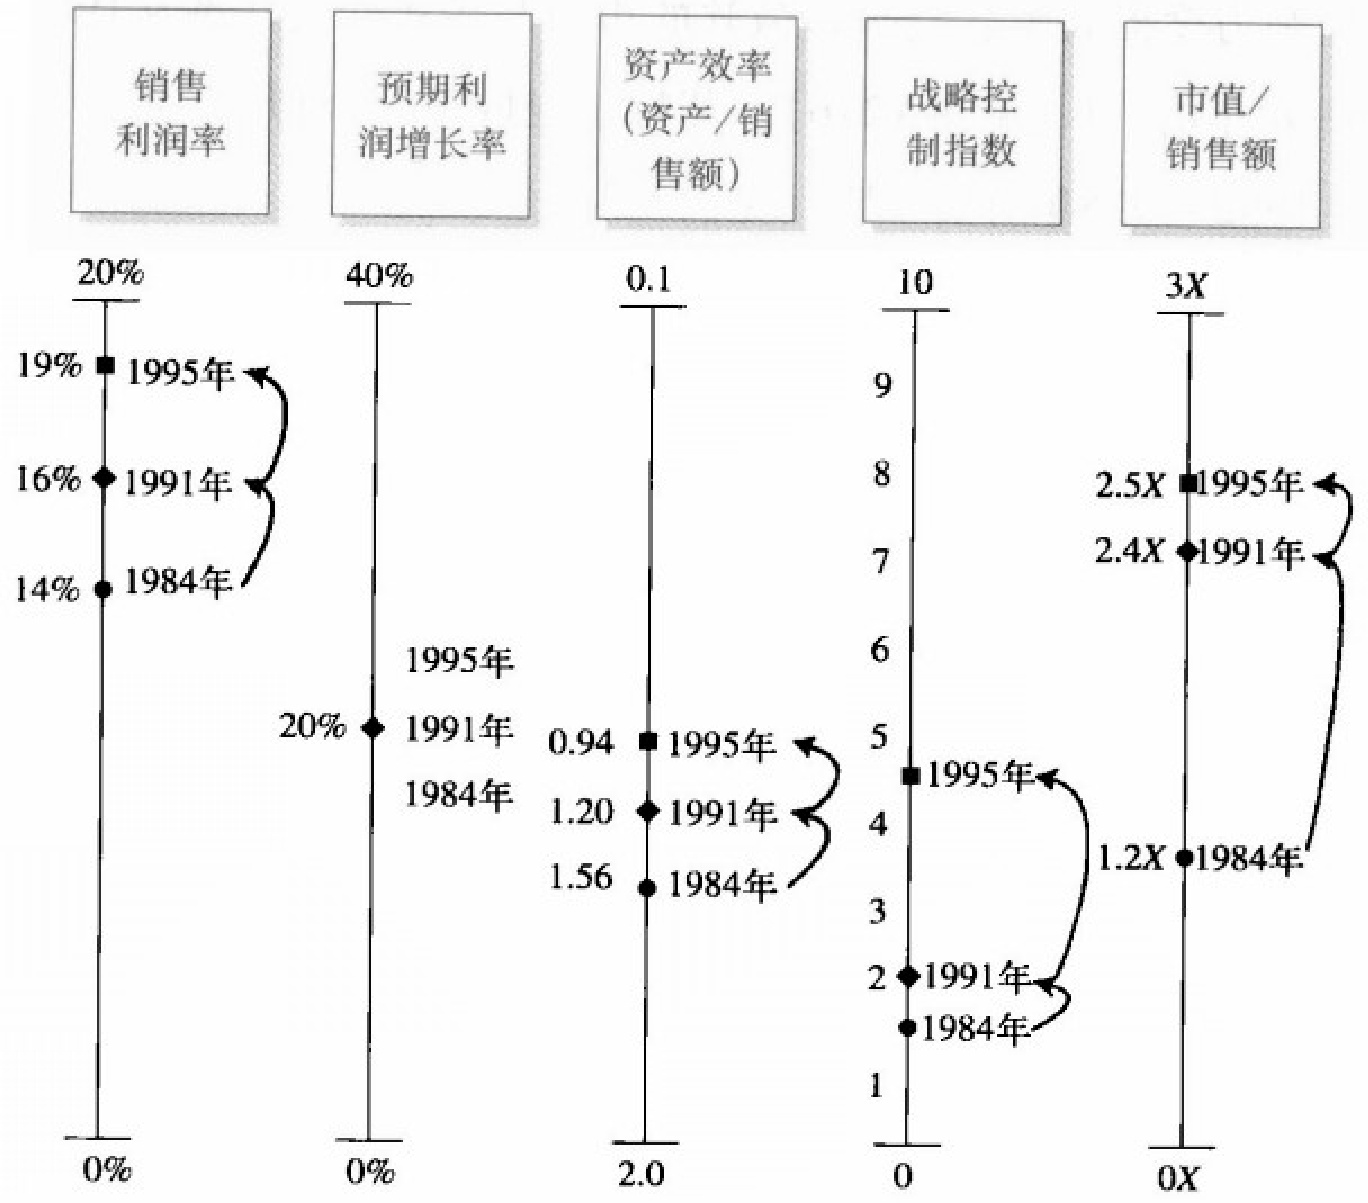 销售
利润率
预期利
润增长率
资产效率
(资产/销
售额)
战略控
制指数
市值/
销售额
20%
19%
1995年
16%
1991年
14%
1984年
0%
40%
1995年
20%
1991年
1984年
0%
0.1
0.94
1995年
1.20
1991年
1.56
1984年
2.0
10
9
8
7
6
5
1995年
4
3
2
1991年
1984年
1
0
3X
2.5X
1995年
2.4X
1991年
1.2X
1984年
0X